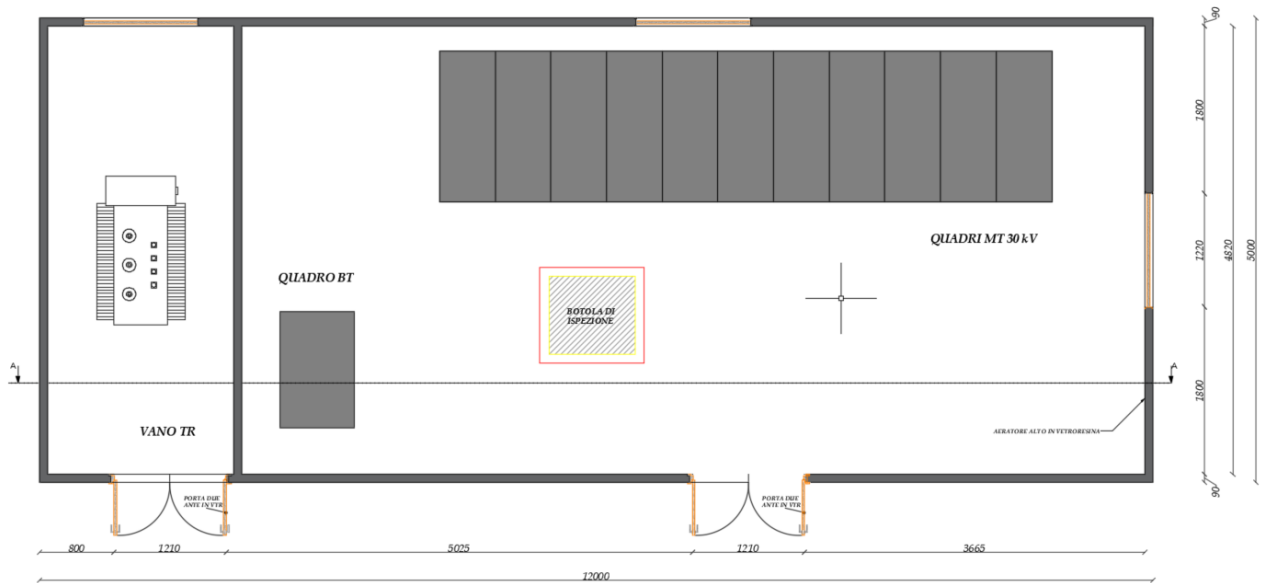 90
1800
QUADRI MT 30 kV
1220
4820
5000
QUADRO BT
BOTOLA DI
ISPEZIONE
A
A
1800
VANO TR
AERATORE ALTO IN VETRORESINA
PORTA DUE
ANTE IN VTR
PORTA DUE
ANTE IN VTR
90
800
1210
5025
1210
3665
12000